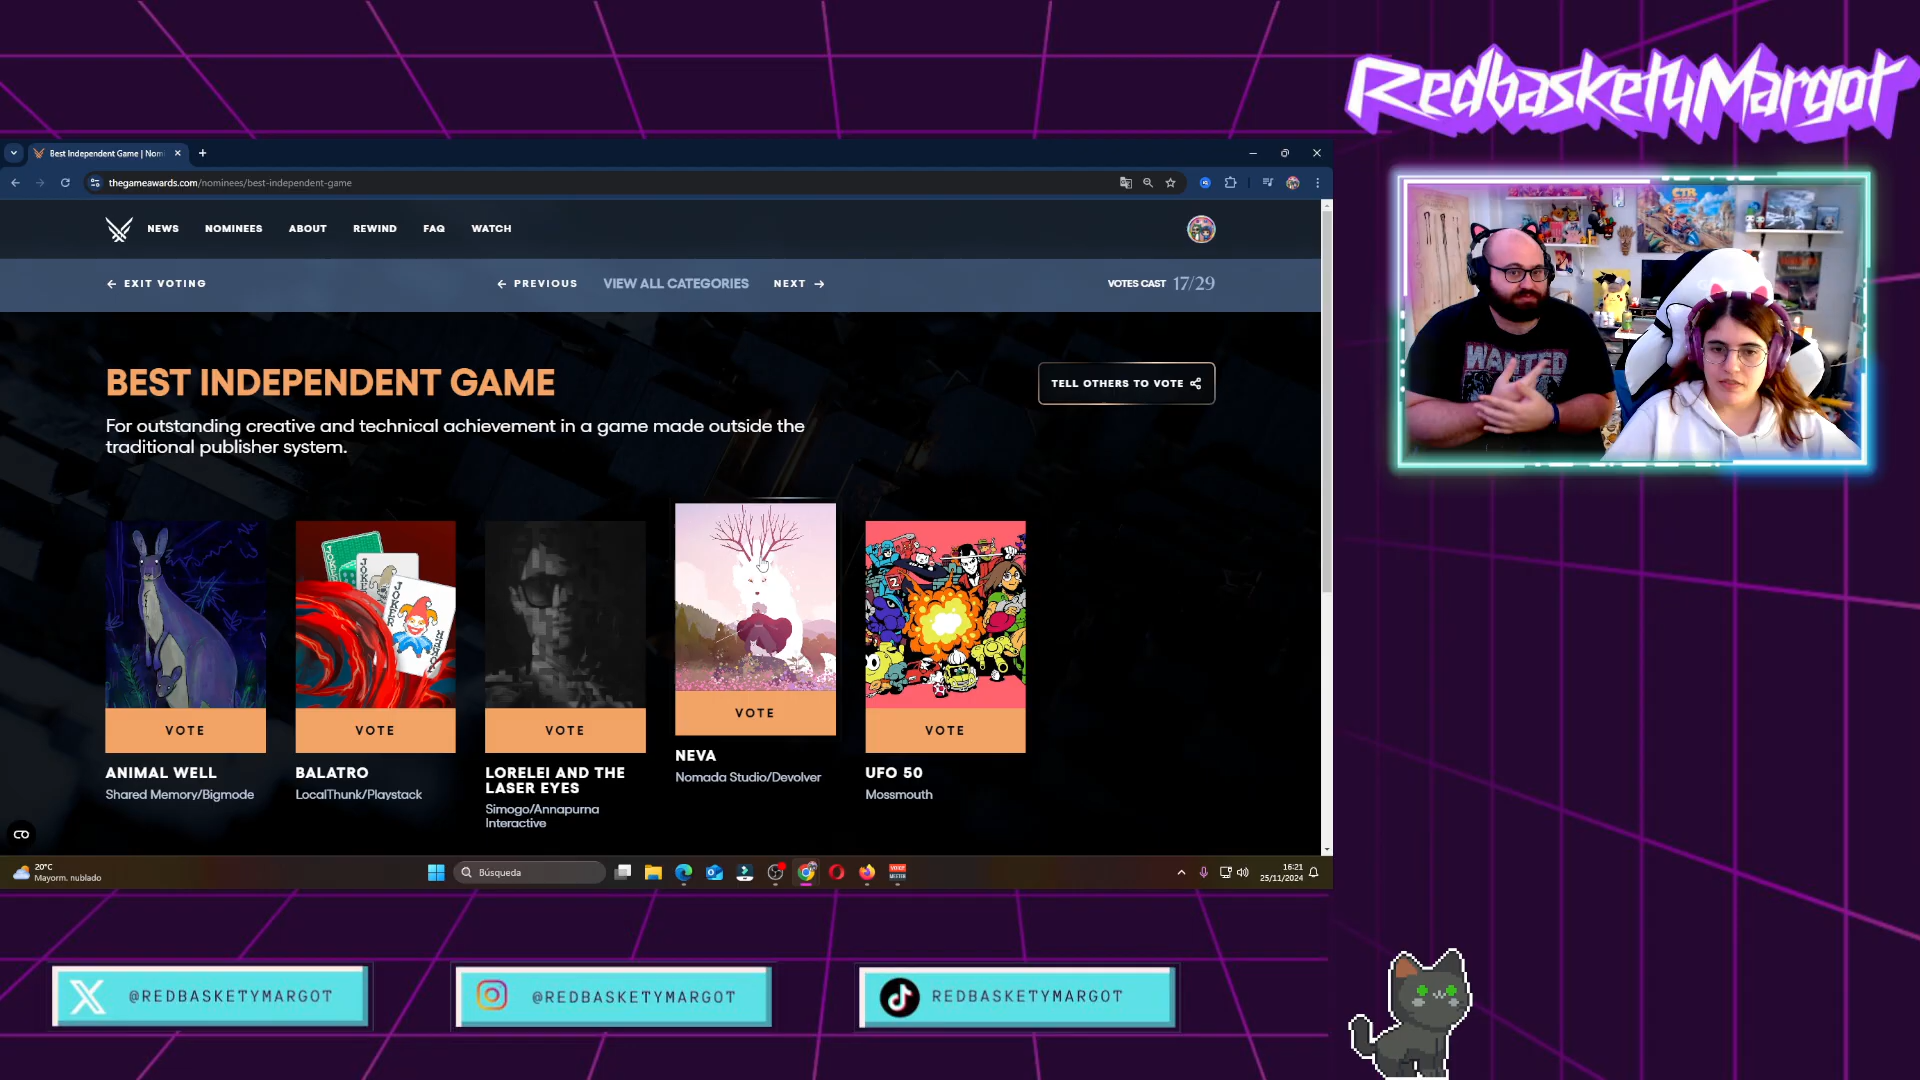 RedbasketyMargot
Best Independent Game | Nom
thegameawards.com/nominees/best-independent-game
NEWS
NOMINEES
ABOUT
REWIND
FAQ
WATCH
EXIT VOTING
PREVIOUS
VIEW ALL CATEGORIES
NEXT
VOTES CAST 17/29
BEST INDEPENDENT GAME
TELL OTHERS TO VOTE
For outstanding creative and technical achievement in a game made outside the
traditional publisher system.
CTR
WANTED
JOKER
JOKER
JOKER
VOTE
VOTE
VOTE
VOTE
VOTE
ANIMAL WELL
Shared Memory/Bigmode
BALATRO
LocalThunk/Playstack
LORELEI AND THE
LASER EYES
Simogo/Annapurna
Interactive
NEVA
Nomada Studio/Devolver
UFO 50
Mossmouth
20°C
Mayorm. nublado
Búsqueda
16:21
25/11/2024
@REDBASKETYMARGOT
@REDBASKETYMARGOT
REDBASKETYMARGOT